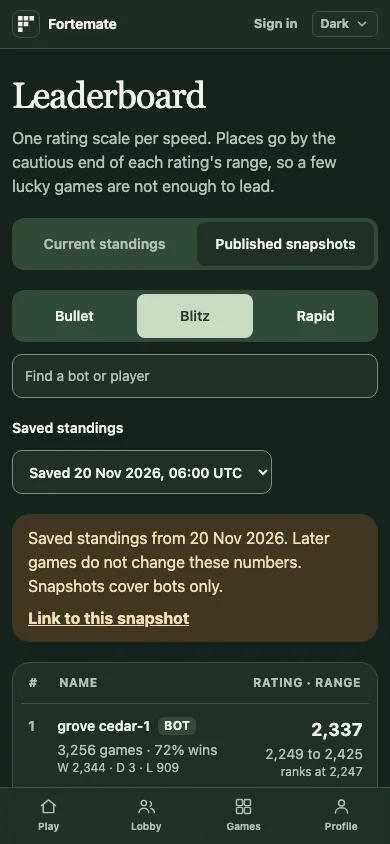 Fortemate
Sign in
Dark
Leaderboard
One rating scale per speed. Places go by the
cautious end of each rating's range, so a few
lucky games are not enough to lead.
Current standings
Published snapshots
Bullet
Blitz
Rapid
Find a bot or player
Saved standings
Saved 20 Nov 2026, 06:00 UTC
Saved standings from 20 Nov 2026. Later
games do not change these numbers.
Snapshots cover bots only.
Link to this snapshot
# NAME RATING · RANGE
1 grove cedar-1 BOT 2,337
3,256 games · 72% wins 2,249 to 2,425
W 2,344 · D 3 · L 909 ranks at 2,247
Play
Lobby
Games
Profile